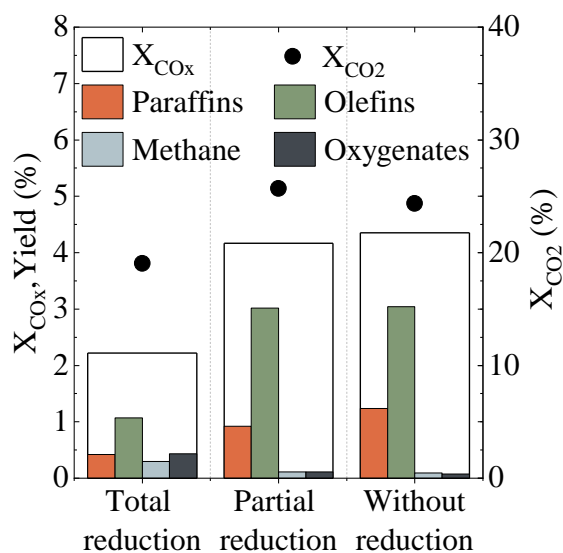 8
7
6
5
4
3
2
1
0
X_COx, Yield (%)
X_COx
X_CO2
Paraffins
Olefins
Methane
Oxygenates
40
30
20
10
0
X_CO2 (%)
Total
reduction
Partial
reduction
Without
reduction